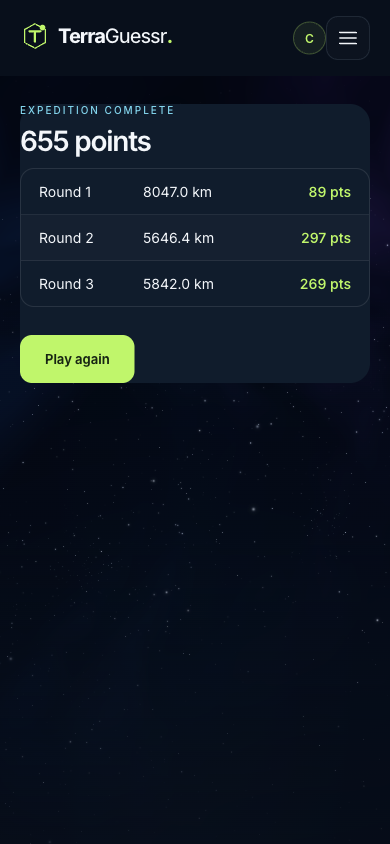 TerraGuessr.
C
EXPEDITION COMPLETE
655 points
Round 1 8047.0 km 89 pts
Round 2 5646.4 km 297 pts
Round 3 5842.0 km 269 pts
Play again